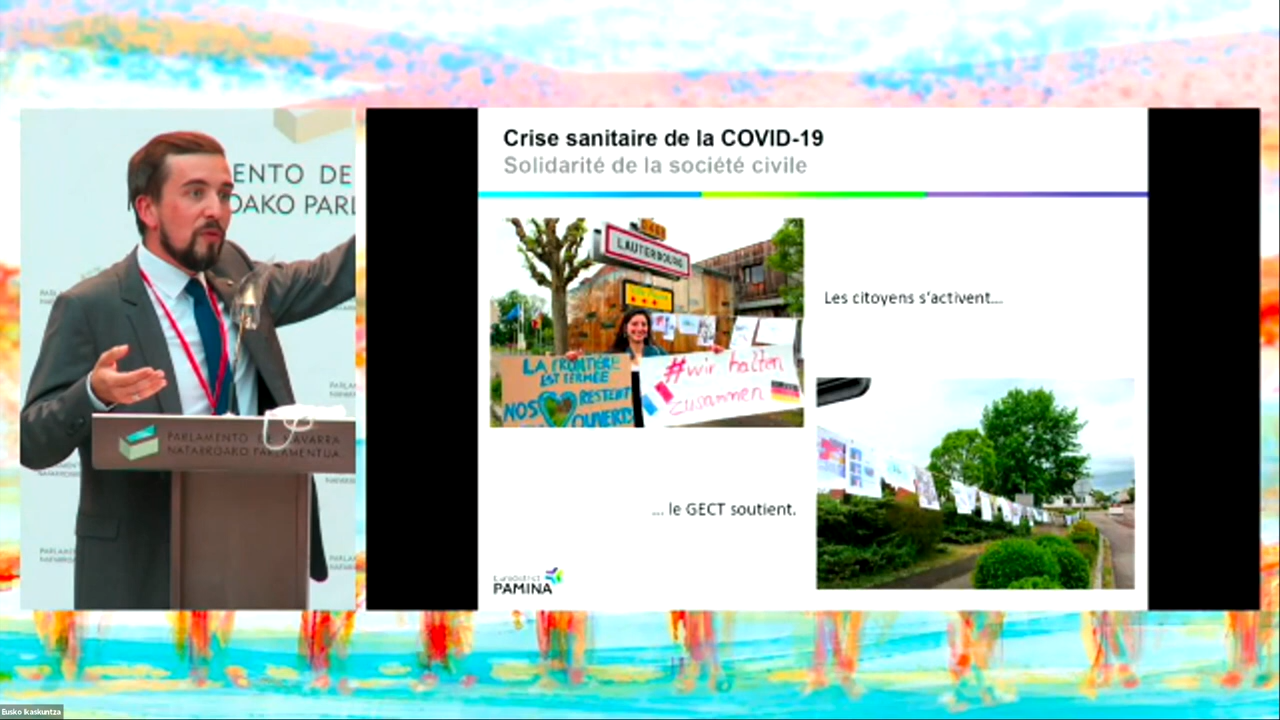 ENTO DE
OAKO PARL
PARLAMENTO DE NAVARRA
NAFARROAKO PARLAMENTUA
Crise sanitaire de la COVID-19
Solidarité de la société civile
LAUTERBOURG
LA FRONTIÈRE
EST FERMÉE
NOS RESTENT
OUVERTS
#wir halten
zusammen
Les citoyens s'activent...
... le GECT soutient.
Eurodistrict
PAMINA
Eusko Ikaskuntza